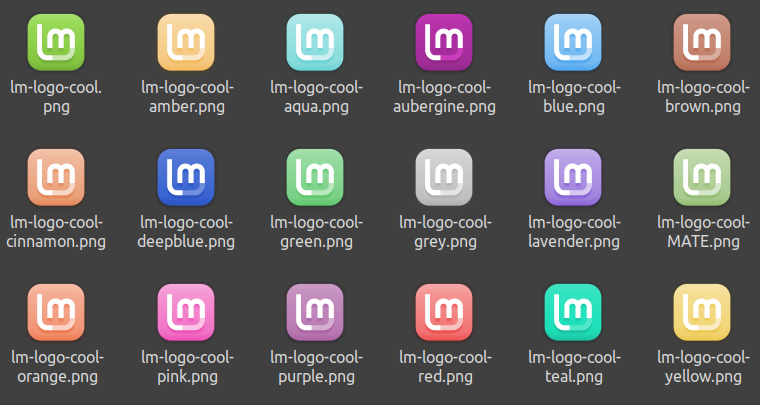 lm-logo-cool.
png
lm-logo-cool-
amber.png
lm-logo-cool-
aqua.png
lm-logo-cool-
aubergine.png
lm-logo-cool-
blue.png
lm-logo-cool-
brown.png
lm-logo-cool-
cinnamon.png
lm-logo-cool-
deepblue.png
lm-logo-cool-
green.png
lm-logo-cool-
grey.png
lm-logo-cool-
lavender.png
lm-logo-cool-
MATE.png
lm-logo-cool-
orange.png
lm-logo-cool-
pink.png
lm-logo-cool-
purple.png
lm-logo-cool-
red.png
lm-logo-cool-
teal.png
lm-logo-cool-
yellow.png